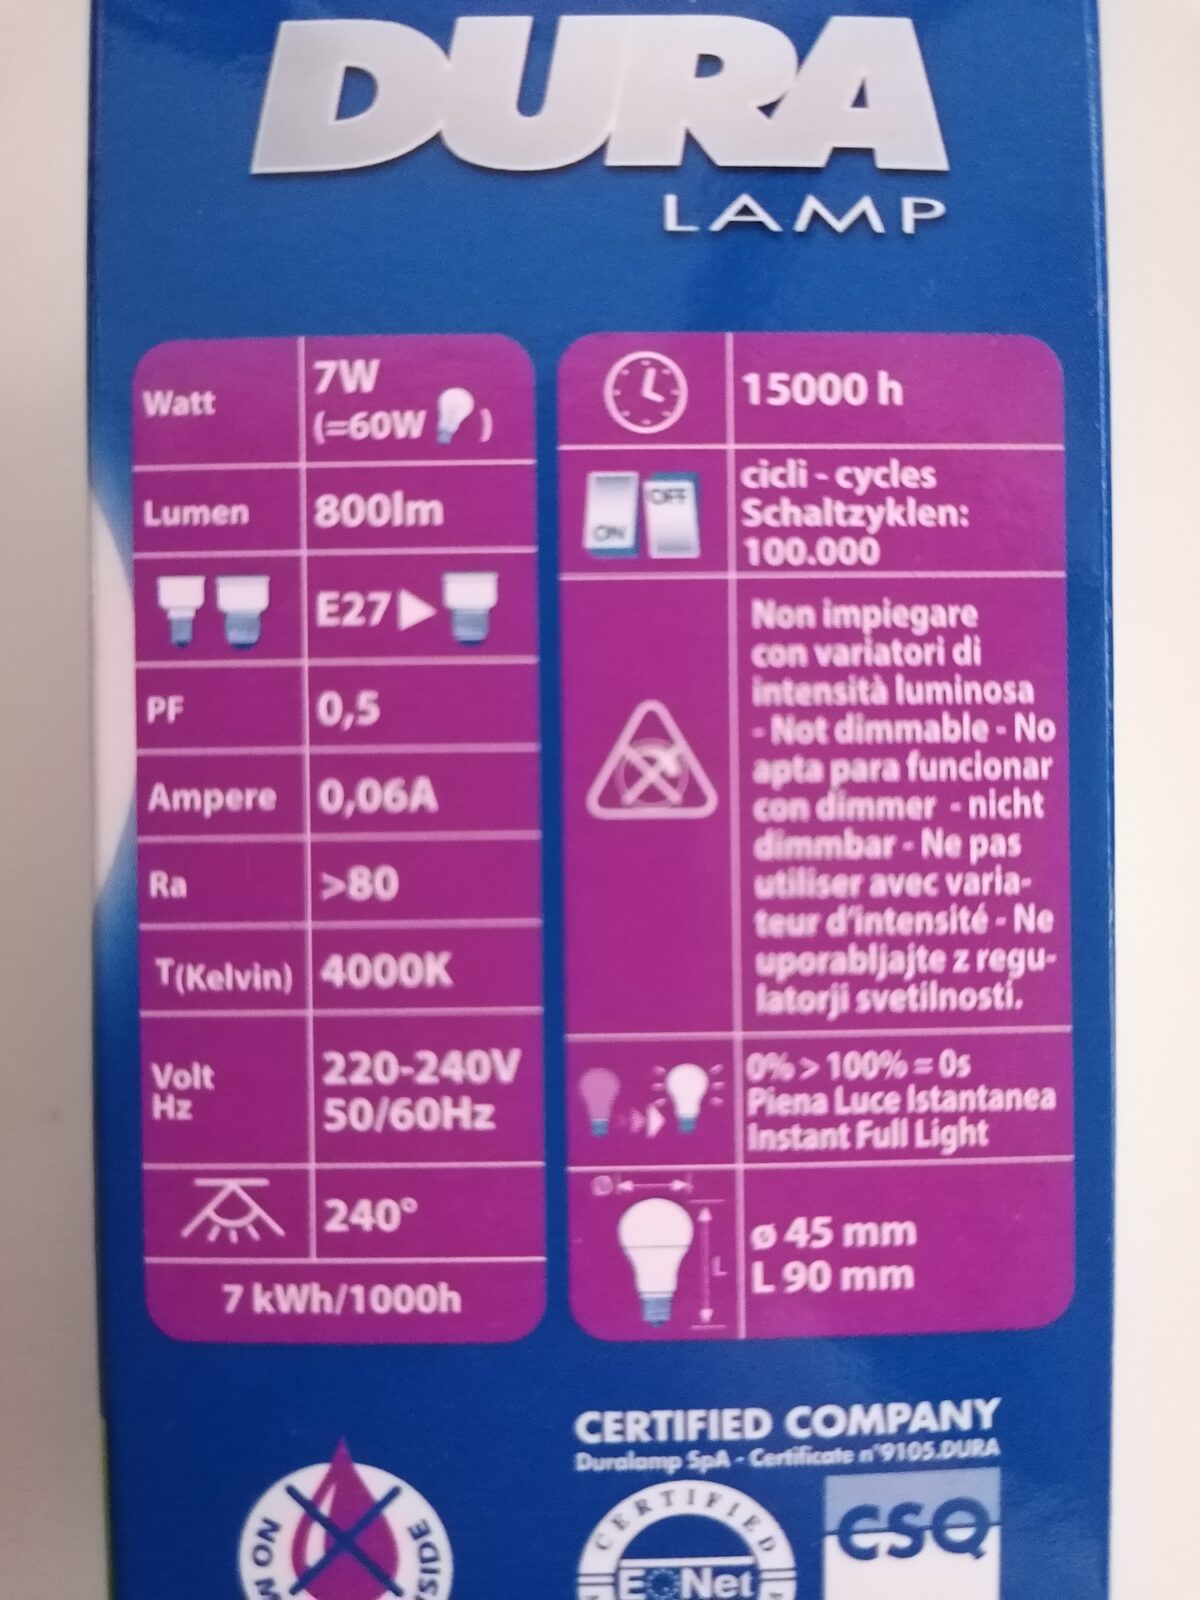 DURA
LAMP
Watt
7W
(=60W )
Lumen
800lm
E27
PF
0,5
Ampere
0,06A
Ra
>80
T(Kelvin)
4000K
Volt
Hz
220-240V
50/60Hz
240°
7 kWh/1000h
15000 h
ON
OFF
cicli - cycles
Schaltzyklen:
100.000
Non impiegare
con variatori di
intensità luminosa
- Not dimmable - No
apta para funcionar
con dimmer - nicht
dimmbar - Ne pas
utiliser avec varia-
teur d'intensité - Ne
uporabljajte z regu-
latorji svetilnosti.
0% > 100% = 0s
Piena Luce Istantanea
Instant Full Light
Ø
L
ø 45 mm
L 90 mm
CERTIFIED COMPANY
Duralamp SpA - Certificate n°9105.DURA
NO
CERTIFIED
CSQ
Net